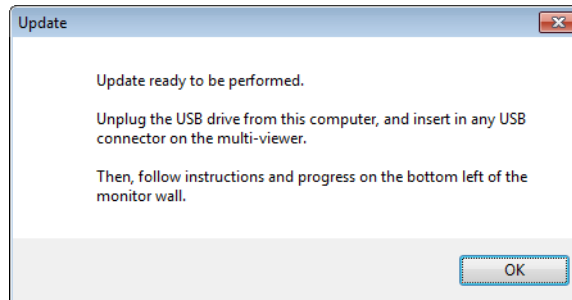 Update
Update ready to be performed.
Unplug the USB drive from this computer, and insert in any USB
connector on the multi-viewer.
Then, follow instructions and progress on the bottom left of the
monitor wall.
OK